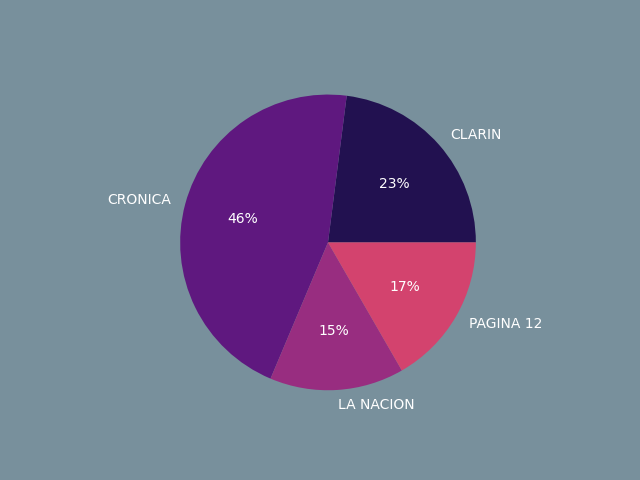 CLARIN
23%
CRONICA
46%
17%
PAGINA 12
15%
LA NACION